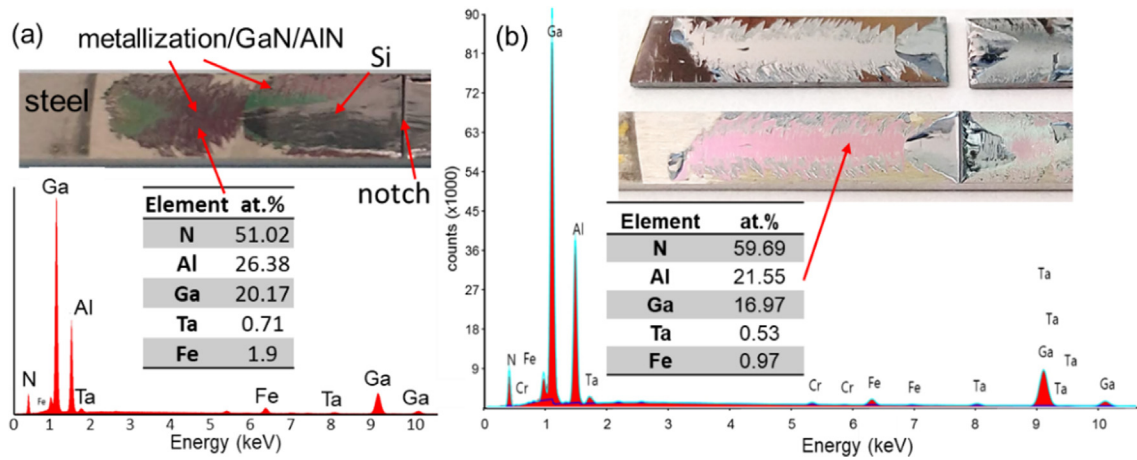 (a)
metallization/GaN/AlN
Si
steel
notch
Ga
Element at.%
N 51.02
Al 26.38
Ga 20.17
Ta 0.71
Fe 1.9
Al
N
Fe
Ta
Fe
Ta
Ga
Ga
0 1 2 3 4 5 6 7 8 9 10
Energy (keV)
(b)
counts (x1000)
90
81
72
63
54
45
36
27
18
9
Ga
Al
Element at.%
N 59.69
Al 21.55
Ga 16.97
Ta 0.53
Fe 0.97
N
Fe
Cr
Ta
Cr
Cr
Fe
Fe
Ta
Ta
Ta
Ga
Ta
Ta
Ga
0 1 2 3 4 5 6 7 8 9 10
Energy (keV)